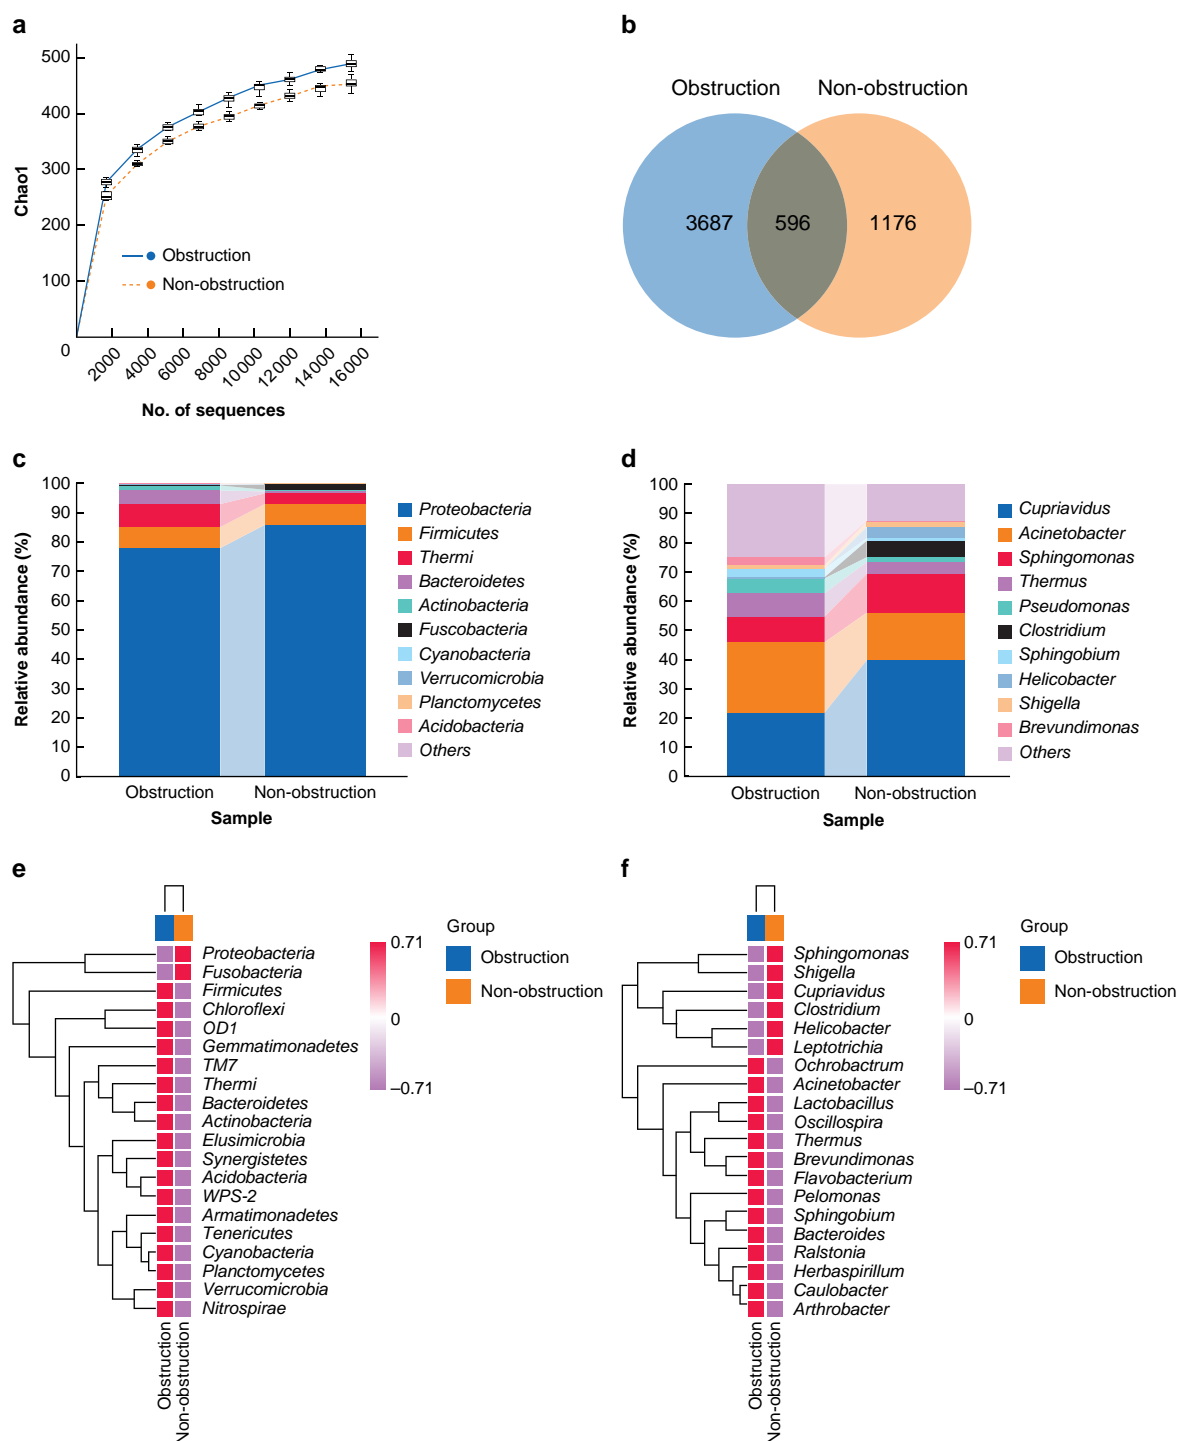 a
500
400
300
200
100
0
Chao1
Obstruction
Non-obstruction
2000
4000
6000
8000
10000
12000
14000
16000
No. of sequences
b
Obstruction
Non-obstruction
3687
596
1176
c
100
90
80
70
60
50
40
30
20
10
0
Relative abundance (%)
Obstruction
Non-obstruction
Sample
Proteobacteria
Firmicutes
Thermi
Bacteroidetes
Actinobacteria
Fuscobacteria
Cyanobacteria
Verrucomicrobia
Planctomycetes
Acidobacteria
Others
d
100
90
80
70
60
50
40
30
20
10
0
Relative abundance (%)
Obstruction
Non-obstruction
Sample
Cupriavidus
Acinetobacter
Sphingomonas
Thermus
Pseudomonas
Clostridium
Sphingobium
Helicobacter
Shigella
Brevundimonas
Others
e
Proteobacteria
Fusobacteria
Firmicutes
Chloroflexi
OD1
Gemmatimonadetes
TM7
Thermi
Bacteroidetes
Actinobacteria
Elusimicrobia
Synergistetes
Acidobacteria
WPS-2
Armatimonadetes
Tenericutes
Cyanobacteria
Planctomycetes
Verrucomicrobia
Nitrospirae
Obstruction
Non-obstruction
0.71
0
−0.71
Group
Obstruction
Non-obstruction
f
Sphingomonas
Shigella
Cupriavidus
Clostridium
Helicobacter
Leptotrichia
Ochrobactrum
Acinetobacter
Lactobacillus
Oscillospira
Thermus
Brevundimonas
Flavobacterium
Pelomonas
Sphingobium
Bacteroides
Ralstonia
Herbaspirillum
Caulobacter
Arthrobacter
Obstruction
Non-obstruction
0.71
0
−0.71
Group
Obstruction
Non-obstruction